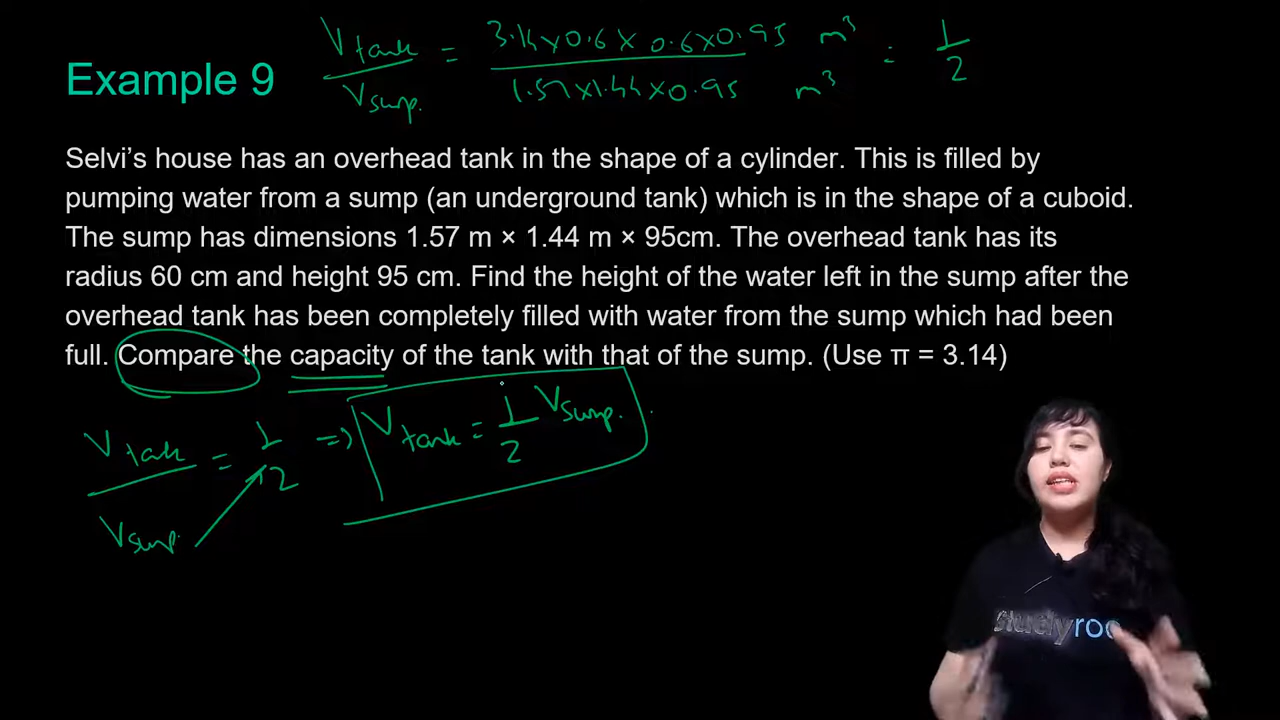 V tank = 3.14×0.6× 0.6×0.95 m³ = 1
V sump. 1.57×1.44×0.95 m³ 2
Example 9
Selvi’s house has an overhead tank in the shape of a cylinder. This is filled by
pumping water from a sump (an underground tank) which is in the shape of a cuboid.
The sump has dimensions 1.57 m × 1.44 m × 95cm. The overhead tank has its
radius 60 cm and height 95 cm. Find the height of the water left in the sump after the
overhead tank has been completely filled with water from the sump which had been
full. Compare the capacity of the tank with that of the sump. (Use π = 3.14)
V tank = 1 => V tank = 1 V sump.
V sump. 2 2
studyroo